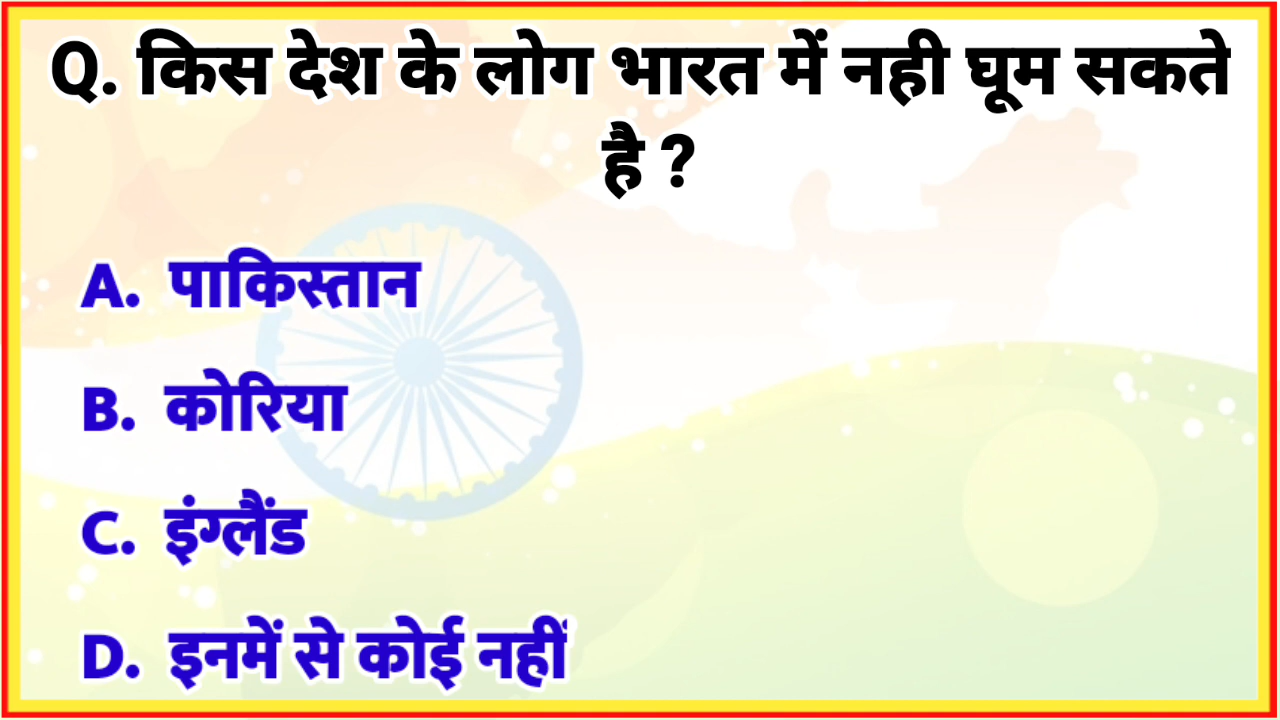 Q. किस देश के लोग भारत में नही घूम सकते
है ?
A. पाकिस्तान
B. कोरिया
C. इंग्लैंड
D. इनमें से कोई नहीं